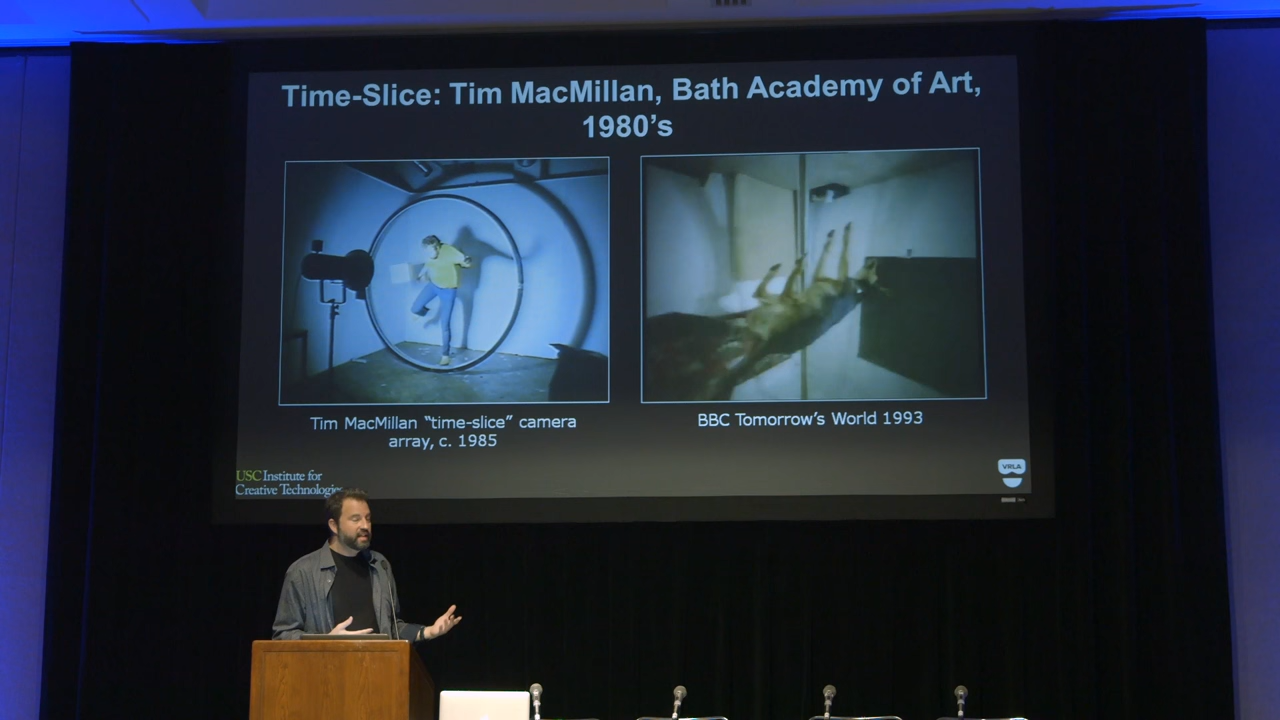 Time-Slice: Tim MacMillan, Bath Academy of Art,
1980's
Tim MacMillan “time-slice” camera
array, c. 1985
BBC Tomorrow's World 1993
USC Institute for
Creative Technologies
VRLA